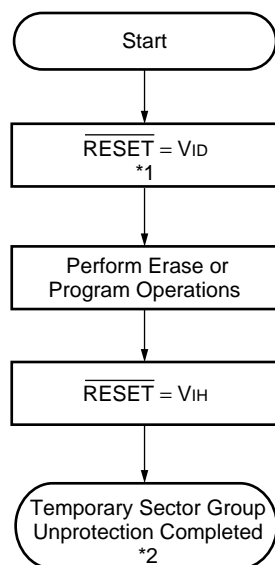 Start
RESET = VID
*1
Perform Erase or
Program Operations
RESET = VIH
Temporary Sector Group
Unprotection Completed
*2